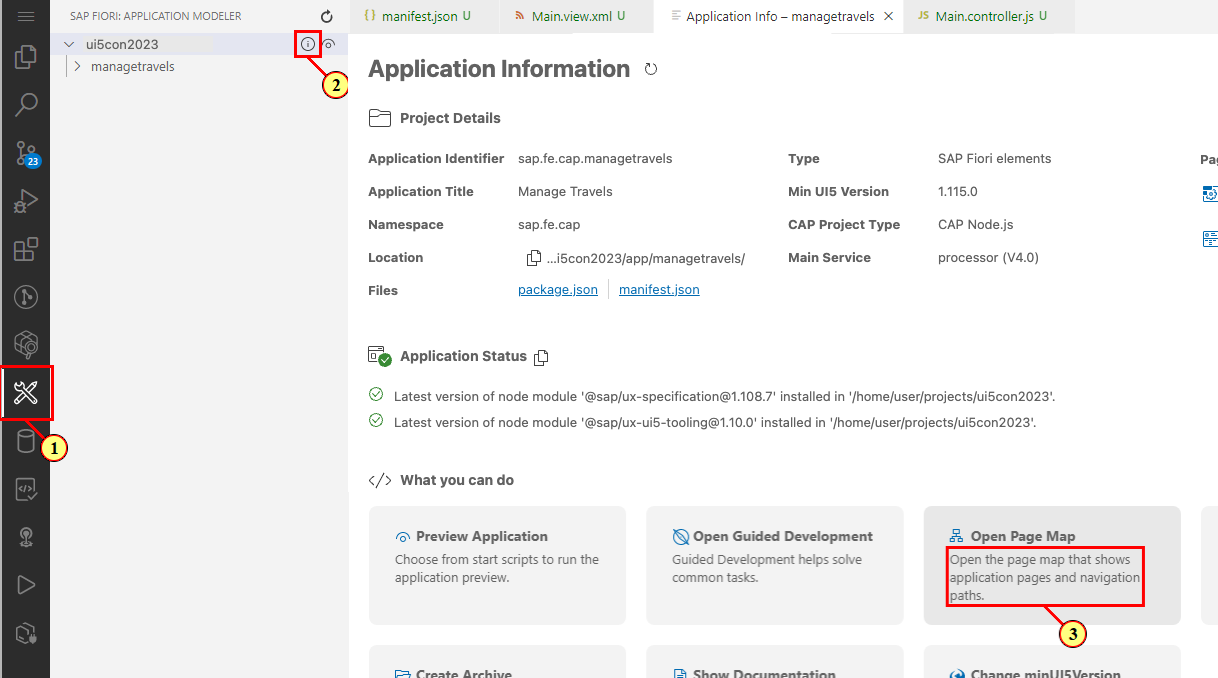 SAP FIORI: APPLICATION MODELER
ui5con2023
managetravels
23
1
2
manifest.json U
Main.view.xml U
Application Info – managetravels
JS Main.controller.js U
Application Information
Project Details
Application Identifier sap.fe.cap.managetravels Type SAP Fiori elements
Application Title Manage Travels Min UI5 Version 1.115.0
Namespace sap.fe.cap CAP Project Type CAP Node.js
Location ...i5con2023/app/managetravels/ Main Service processor (V4.0)
Files package.json manifest.json
Application Status
Latest version of node module '@sap/ux-specification@1.108.7' installed in '/home/user/projects/ui5con2023'.
Latest version of node module '@sap/ux-ui5-tooling@1.10.0' installed in '/home/user/projects/ui5con2023'.
What you can do
Preview Application
Choose from start scripts to run the
application preview.
Open Guided Development
Guided Development helps solve
common tasks.
Open Page Map
Open the page map that shows
application pages and navigation
paths.
3
Create Archive
Show Documentation
Change minUI5Version